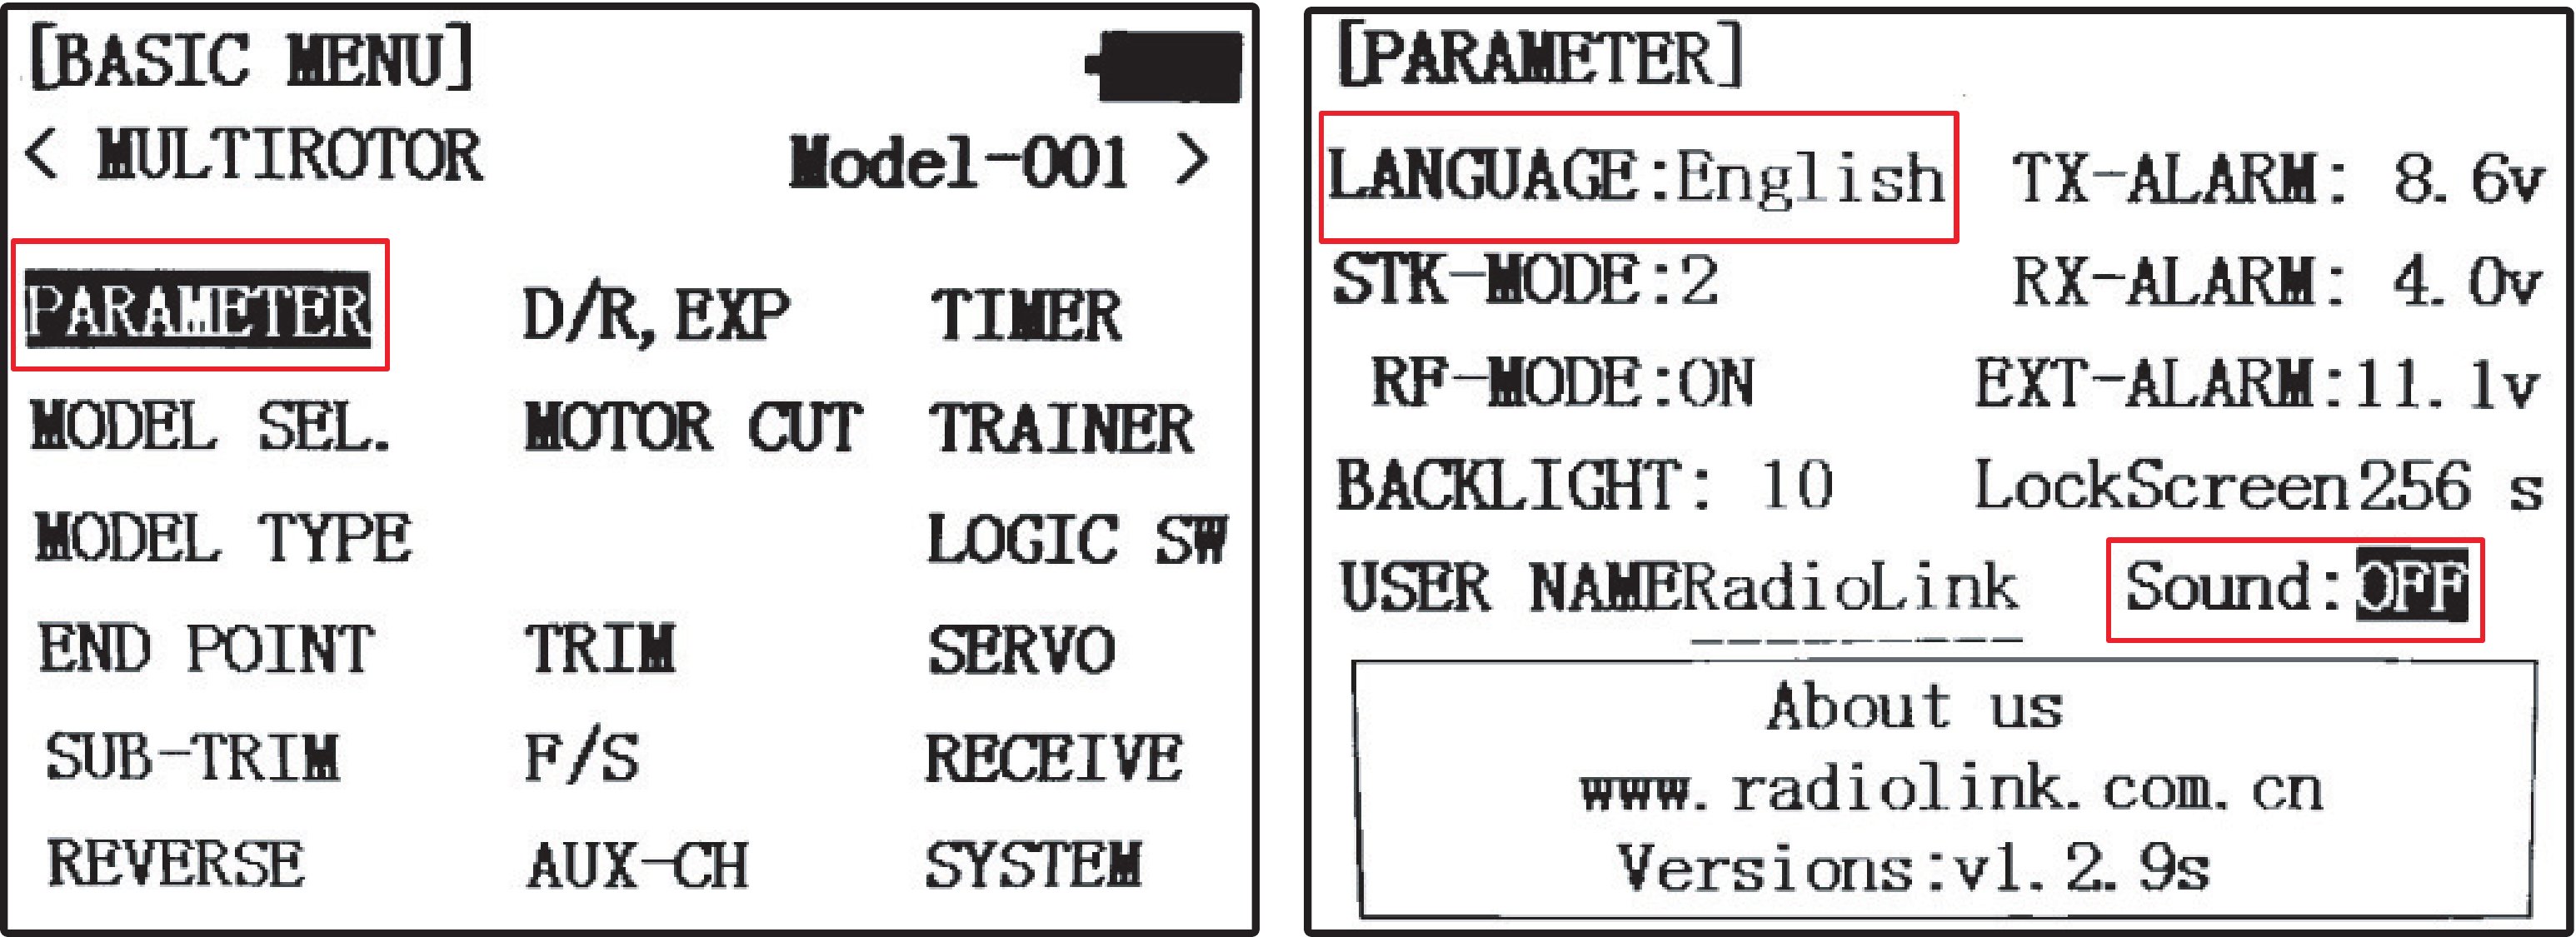 [BASIC MENU]
< MULTIROTOR Model-001 >
PARAMETER D/R,EXP TIMER
MODEL SEL. MOTOR CUT TRAINER
MODEL TYPE LOGIC SW
END POINT TRIM SERVO
SUB-TRIM F/S RECEIVE
REVERSE AUX-CH SYSTEM
[PARAMETER]
LANGUAGE:English TX-ALARM: 8.6v
STK-MODE:2 RX-ALARM: 4.0v
RF-MODE:ON EXT-ALARM:11.1v
BACKLIGHT: 10 LockScreen256 s
USER NAMERadioLink Sound:OFF
About us
www.radiolink.com.cn
Versions:v1.2.9s